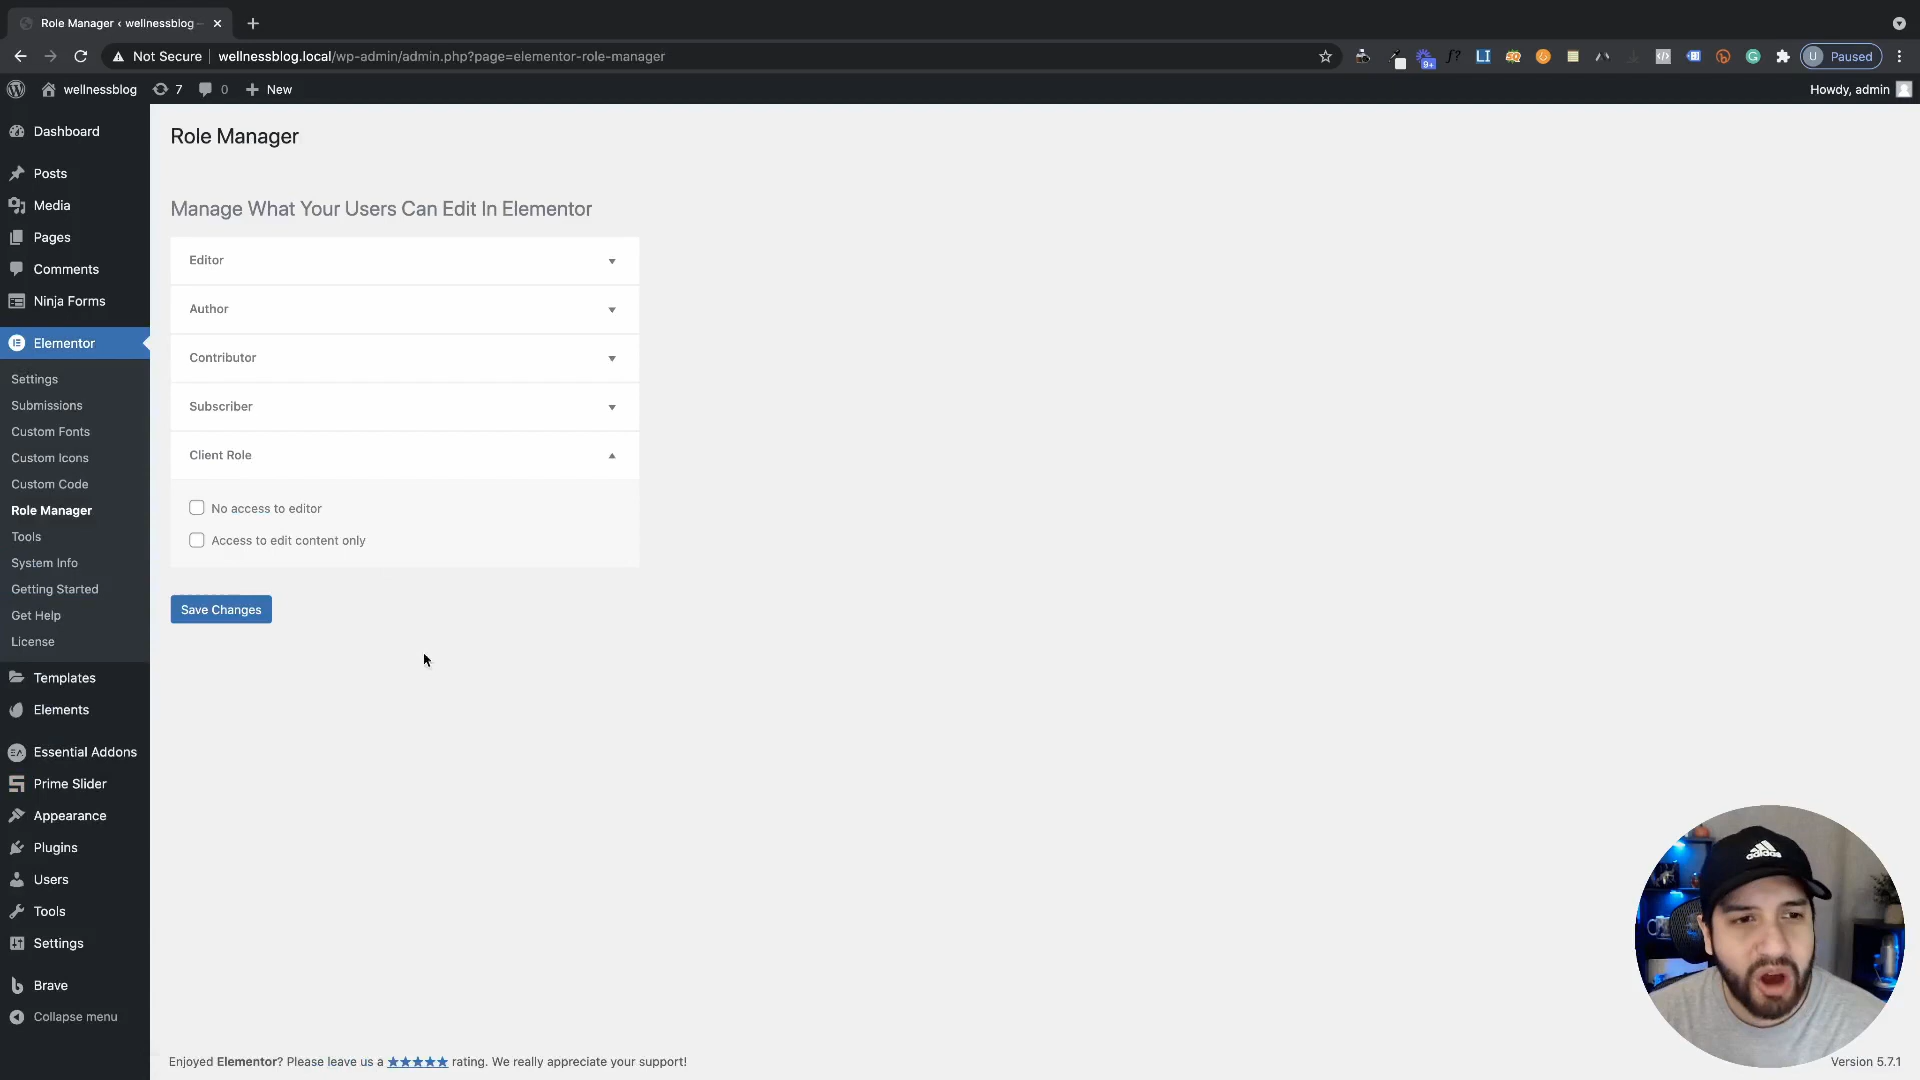 Role Manager ‹ wellnessblog –
Not Secure
wellnessblog.local/wp-admin/admin.php?page=elementor-role-manager
9+
f?
LI
U
Paused
wellnessblog
7
0
New
Howdy, admin
Dashboard
Posts
Media
Pages
Comments
Ninja Forms
Elementor
Settings
Submissions
Custom Fonts
Custom Icons
Custom Code
Role Manager
Tools
System Info
Getting Started
Get Help
License
Templates
Elements
Essential Addons
Prime Slider
Appearance
Plugins
Users
Tools
Settings
Brave
Collapse menu
Role Manager
Manage What Your Users Can Edit In Elementor
Editor
Author
Contributor
Subscriber
Client Role
No access to editor
Access to edit content only
Save Changes
adidas
Enjoyed Elementor? Please leave us a ★★★★★ rating. We really appreciate your support!
Version 5.7.1